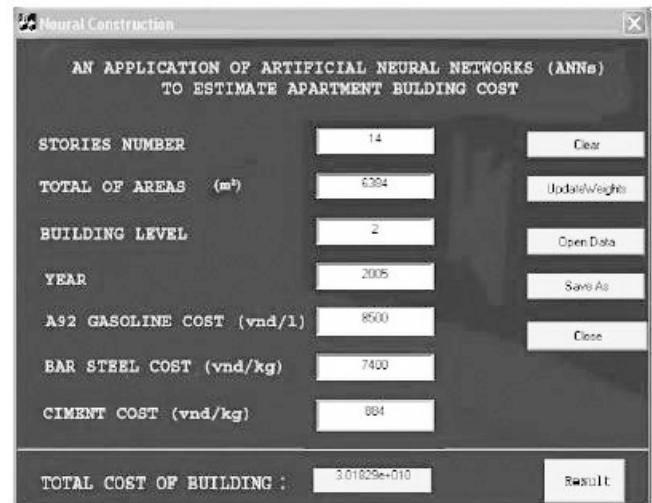 Neural Construction
AN APPLICATION OF ARTIFICIAL NEURAL NETWORKS (ANNs)
TO ESTIMATE APARTMENT BULDING COST
STORIES NUMBER 14 Clear
TOTAL OF AREAS (m²) 6384 UpdateWeights
BUILDING LEVEL 2 Open Data
YEAR 2005 Save As
A92 GASOLINE COST (vnd/l) 8500 Close
BAR STEEL COST (vnd/kg) 7400
CIMENT COST (vnd/kg) 884
TOTAL COST OF BUILDING : 3.01829e+010 Result